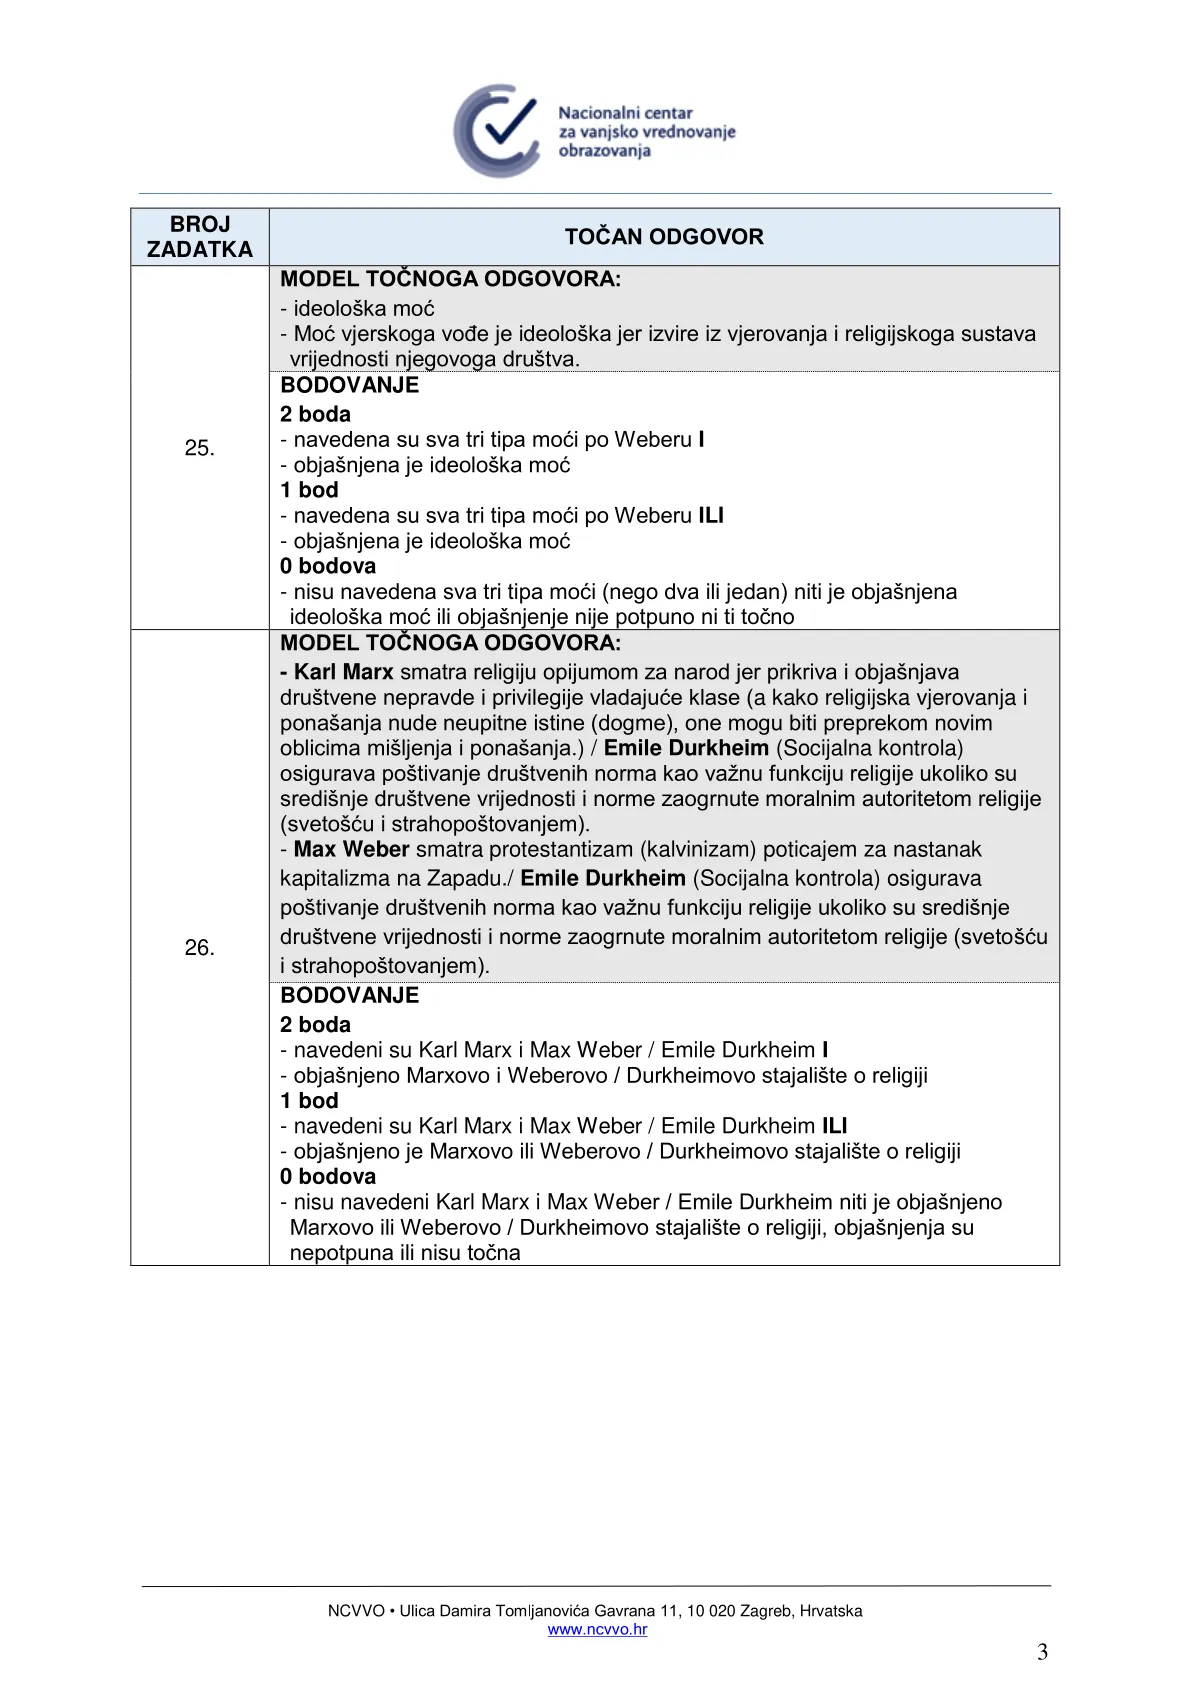 Nacionalni centar
za vanjsko vrednovanje
obrazovanja
BROJ
ZADATKA
TOČAN ODGOVOR
25.
MODEL TOČNOGA ODGOVORA:
- ideološka moć
- Moć vjerskoga vođe je ideološka jer izvire iz vjerovanja i religijskoga sustava
vrijednosti njegovoga društva.
BODOVANJE
2 boda
- navedena su sva tri tipa moći po Weberu I
- objašnjena je ideološka moć
1 bod
- navedena su sva tri tipa moći po Weberu ILI
- objašnjena je ideološka moć
0 bodova
- nisu navedena sva tri tipa moći (nego dva ili jedan) niti je objašnjena
ideološka moć ili objašnjenje nije potpuno ni ti točno
26.
MODEL TOČNOGA ODGOVORA:
- Karl Marx smatra religiju opijumom za narod jer prikriva i objašnjava
društvene nepravde i privilegije vladajuće klase (a kako religijska vjerovanja i
ponašanja nude neupitne istine (dogme), one mogu biti preprekom novim
oblicima mišljenja i ponašanja.) / Emile Durkheim (Socijalna kontrola)
osigurava poštivanje društvenih norma kao važnu funkciju religije ukoliko su
središnje društvene vrijednosti i norme zaogrnute moralnim autoritetom religije
(svetošću i strahopoštovanjem).
- Max Weber smatra protestantizam (kalvinizam) poticajem za nastanak
kapitalizma na Zapadu./ Emile Durkheim (Socijalna kontrola) osigurava
poštivanje društvenih norma kao važnu funkciju religije ukoliko su središnje
društvene vrijednosti i norme zaogrnute moralnim autoritetom religije (svetošću
i strahopoštovanjem).
BODOVANJE
2 boda
- navedeni su Karl Marx i Max Weber / Emile Durkheim I
- objašnjeno Marxovo i Weberovo / Durkheimovo stajalište o religiji
1 bod
- navedeni su Karl Marx i Max Weber / Emile Durkheim ILI
- objašnjeno je Marxovo ili Weberovo / Durkheimovo stajalište o religiji
0 bodova
- nisu navedeni Karl Marx i Max Weber / Emile Durkheim niti je objašnjeno
Marxovo ili Weberovo / Durkheimovo stajalište o religiji, objašnjenja su
nepotpuna ili nisu točna
NCVVO • Ulica Damira Tomljanovića Gavrana 11, 10 020 Zagreb, Hrvatska
www.ncvvo.hr
3